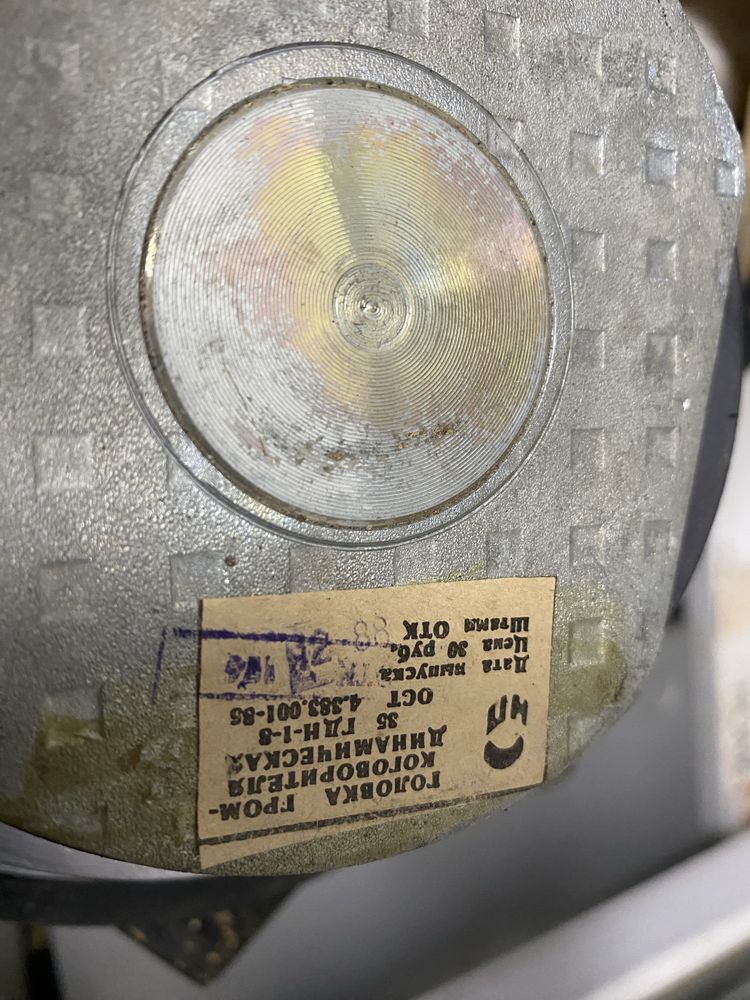 ГОЛОВКА ГРОМ-
КОГОВОРИТЕЛЯ
ДИНАМИЧЕСКАЯ
35 ГДН-1-8
ОСТ 4.383.001-85
Дата выпуска 88
Цена 30 руб.
Штамп ОТК